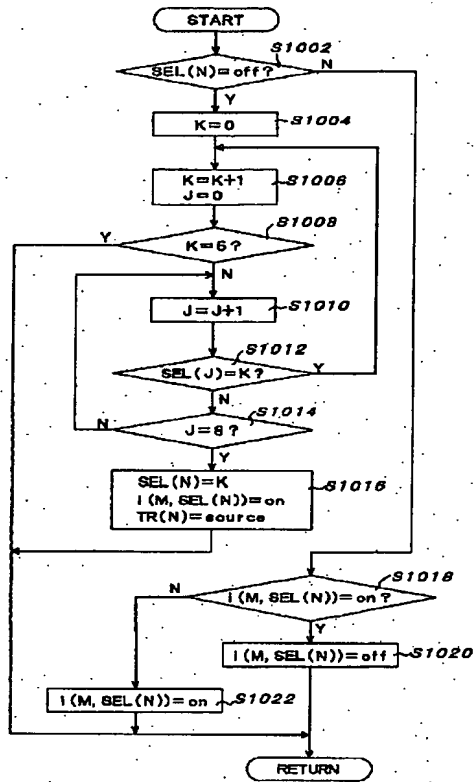 START
S1002
SEL(N)=off?
N
Y
K=0
S1004
K=K+1
J=0
S1006
S1008
Y
K=6?
N
J=J+1
S1010
S1012
SEL(J)=K?
Y
N
S1014
N
J=8?
Y
SEL(N)=K
i(M, SEL(N))=on
TR(N)=source
S1016
S1018
N
i(M, SEL(N))=on?
Y
i(M, SEL(N))=off
S1020
i(M, SEL(N))=on
S1022
RETURN